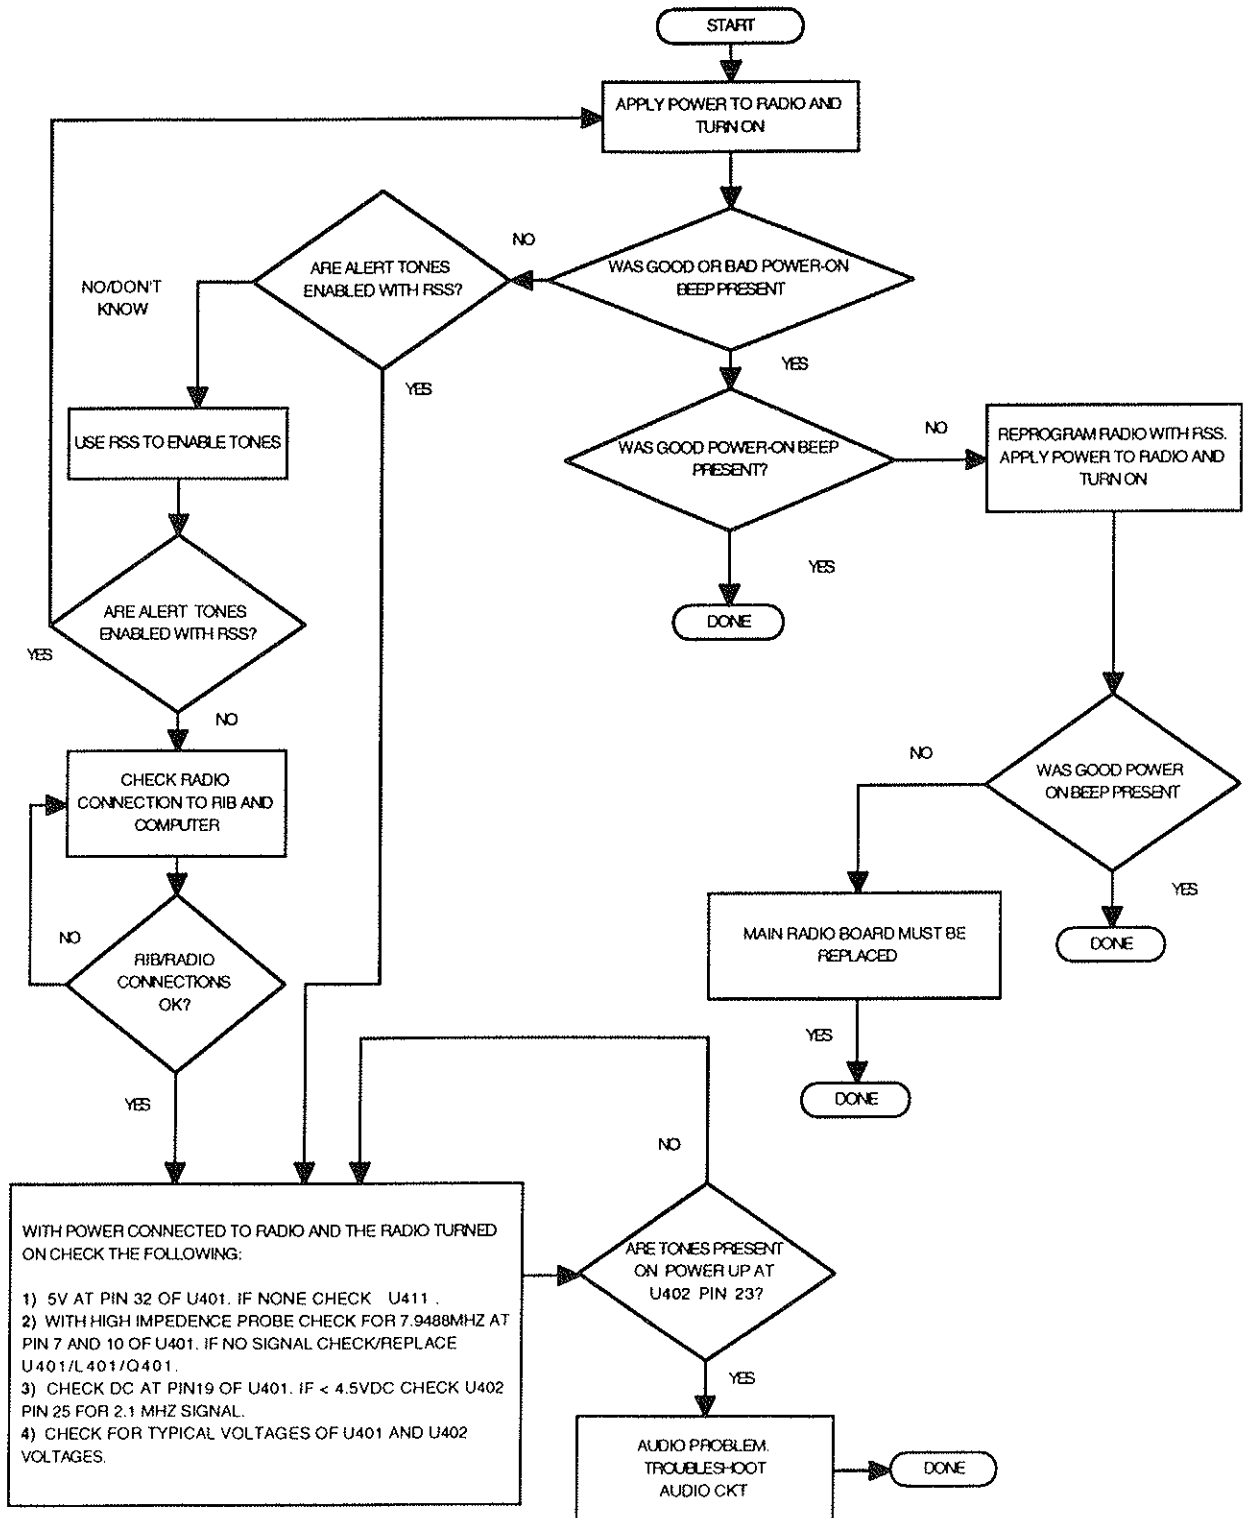 START
APPLY POWER TO RADIO AND
TURN ON
NO
WAS GOOD OR BAD POWER-ON
BEEP PRESENT
ARE ALERT TONES
ENABLED WITH RSS?
NO/DON'T
KNOW
YES
YES
USE RSS TO ENABLE TONES
WAS GOOD POWER-ON BEEP
PRESENT?
NO
REPROGRAM RADIO WITH RSS.
APPLY POWER TO RADIO AND
TURN ON
YES
DONE
ARE ALERT TONES
ENABLED WITH RSS?
YES
NO
CHECK RADIO
CONNECTION TO RIB AND
COMPUTER
NO
WAS GOOD POWER
ON BEEP PRESENT
YES
DONE
NO
RIB/RADIO
CONNECTIONS
OK?
MAIN RADIO BOARD MUST BE
REPLACED
YES
DONE
YES
NO
WITH POWER CONNECTED TO RADIO AND THE RADIO TURNED
ON CHECK THE FOLLOWING:
1) 5V AT PIN 32 OF U401. IF NONE CHECK U411 .
2) WITH HIGH IMPEDENCE PROBE CHECK FOR 7.9488MHZ AT
PIN 7 AND 10 OF U401. IF NO SIGNAL CHECK/REPLACE
U401/L401/Q401.
3) CHECK DC AT PIN19 OF U401. IF < 4.5VDC CHECK U402
PIN 25 FOR 2.1 MHZ SIGNAL.
4) CHECK FOR TYPICAL VOLTAGES OF U401 AND U402
VOLTAGES.
ARE TONES PRESENT
ON POWER UP AT
U402 PIN 23?
YES
AUDIO PROBLEM.
TROUBLESHOOT
AUDIO CKT
DONE